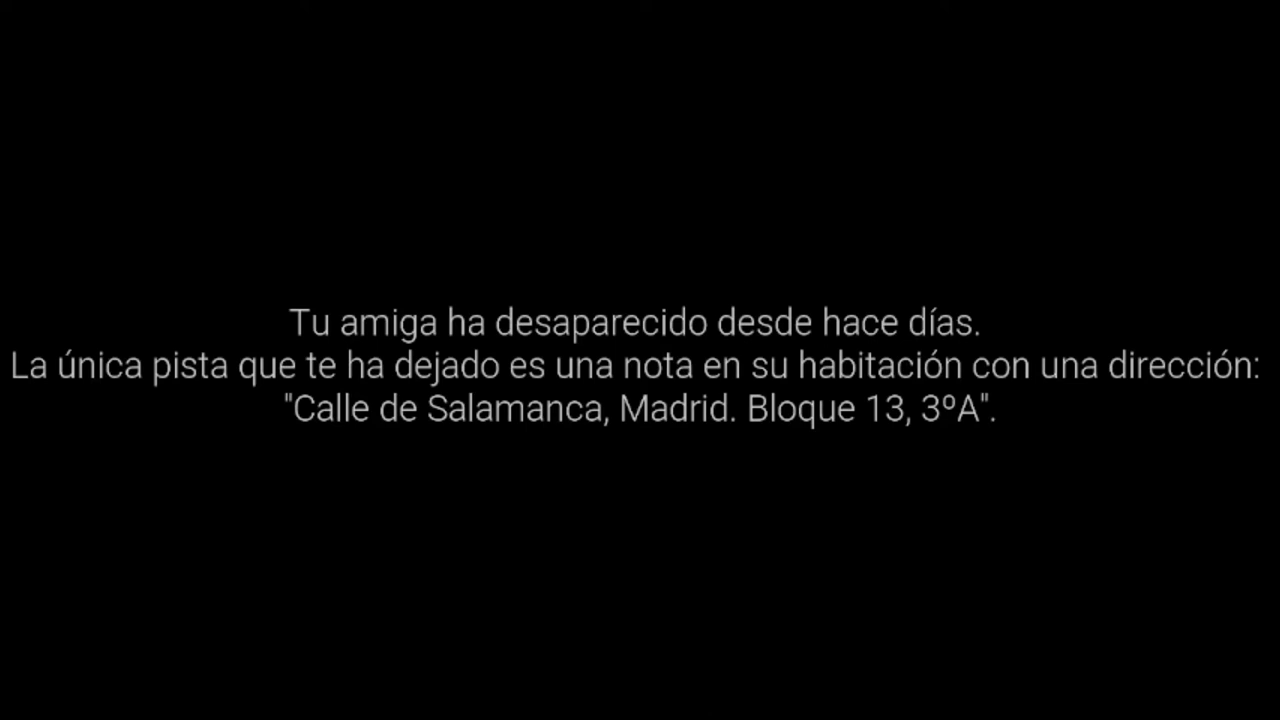 Tu amiga ha desaparecido desde hace días.
La única pista que te ha dejado es una nota en su habitación con una dirección:
"Calle de Salamanca, Madrid. Bloque 13, 3ºA".